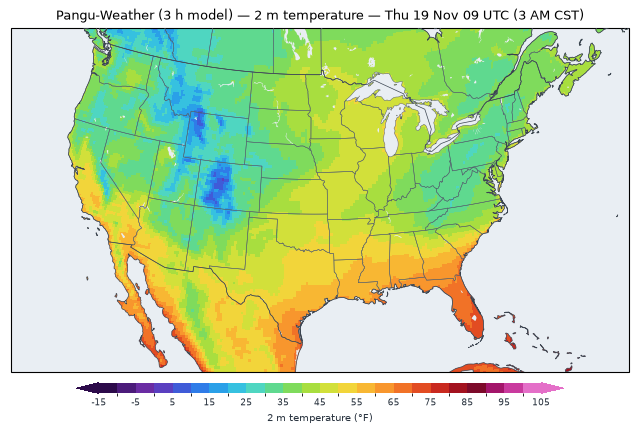 Pangu-Weather (3 h model) — 2 m temperature — Thu 19 Nov 09 UTC (3 AM CST)
-15 -5 5 15 25 35 45 55 65 75 85 95 105
2 m temperature (°F)